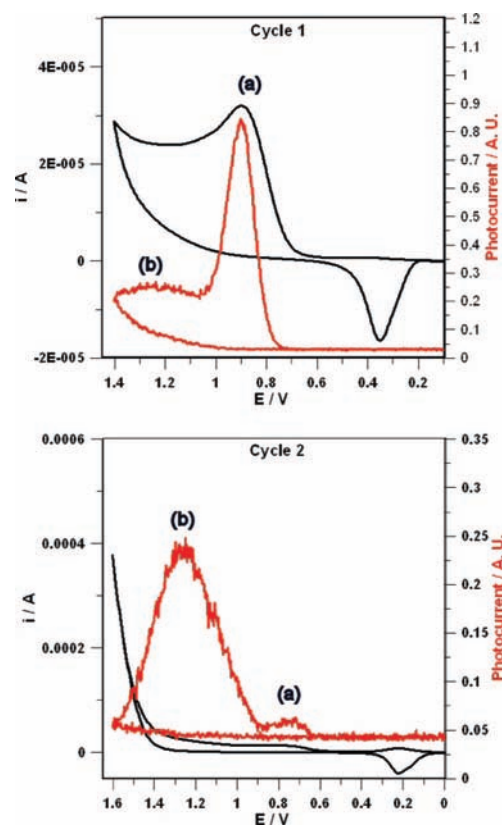 Cycle 1
(a)
(b)
4E-005
2E-005
0
-2E-005
i / A
1.2
1.1
1
0.9
0.8
0.7
0.6
0.5
0.4
0.3
0.2
0.1
0
Photocurrent / A. U.
1.4 1.2 1 0.8 0.6 0.4 0.2
E / V
Cycle 2
(b)
(a)
0.0006
0.0004
0.0002
0
i / A
0.35
0.3
0.25
0.2
0.15
0.1
0.05
0
Photocurrent / A. U.
1.6 1.4 1.2 1 0.8 0.6 0.4 0.2 0
E / V